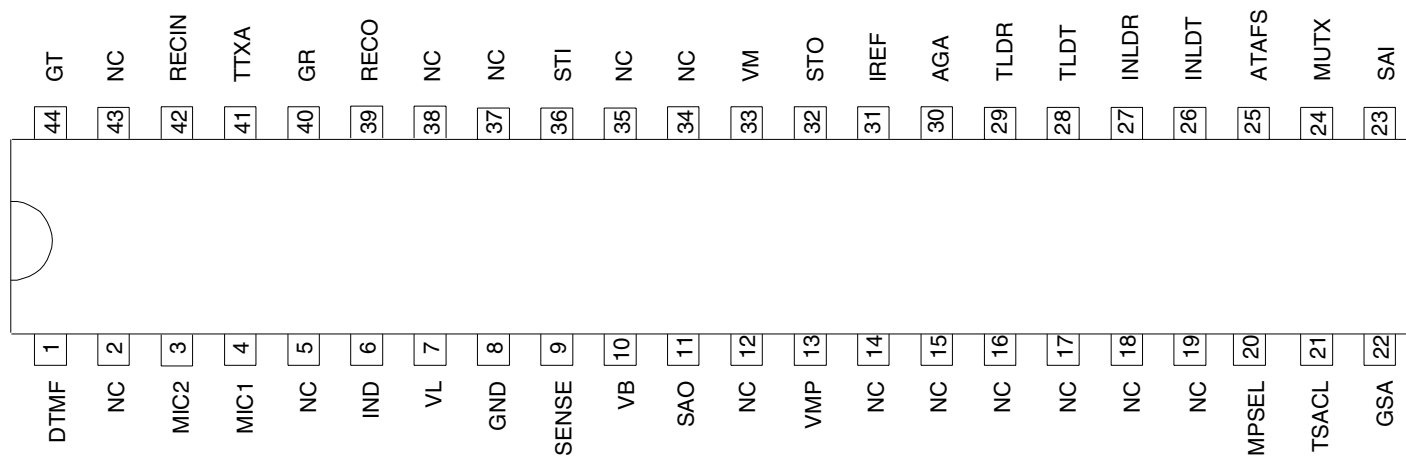 GT NC RECIN TTXA GR RECO NC NC STI NC NC VM STO IREF AGA TLDR TLDT INLDR INLDT ATAFS MUTX SAI
44 43 42 41 40 39 38 37 36 35 34 33 32 31 30 29 28 27 26 25 24 23
1 2 3 4 5 6 7 8 9 10 11 12 13 14 15 16 17 18 19 20 21 22
DTMF NC MIC2 MIC1 NC IND VL GND SENSE VB SAO NC VMP NC NC NC NC NC NC MPSEL TSACL GSA